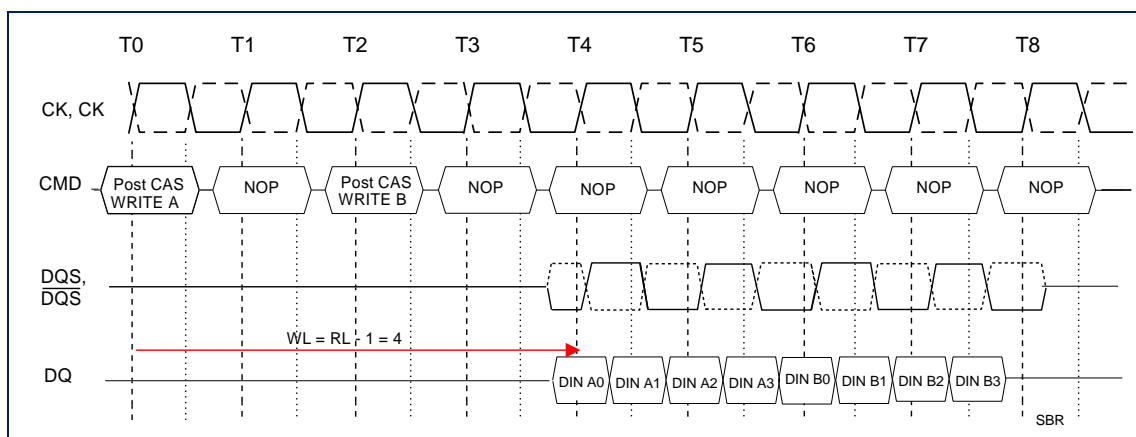 T0 T1 T2 T3 T4 T5 T6 T7 T8
CK, CK
CMD Post CAS WRITE A NOP Post CAS WRITE B NOP NOP NOP NOP NOP NOP
DQS,
DQS
WL = RL - 1 = 4
DQ DIN A0 DIN A1 DIN A2 DIN A3 DIN B0 DIN B1 DIN B2 DIN B3
SBR